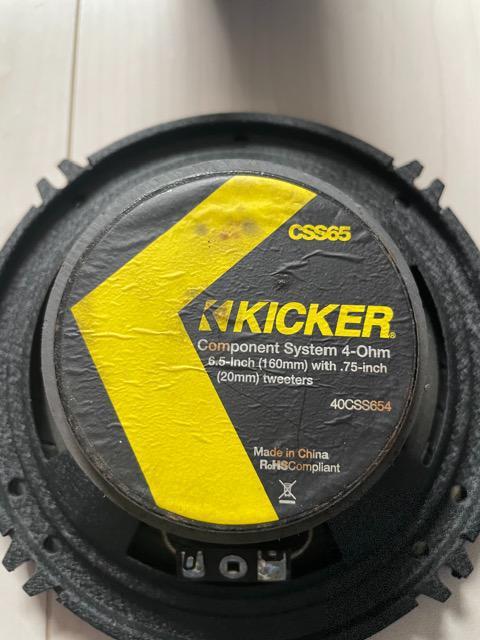 CSS65
KICKER®
Component System 4-Ohm
6.5-Inch (160mm) with .75-inch
(20mm) tweeters
40CSS654
Made in China
RoHSCompliant